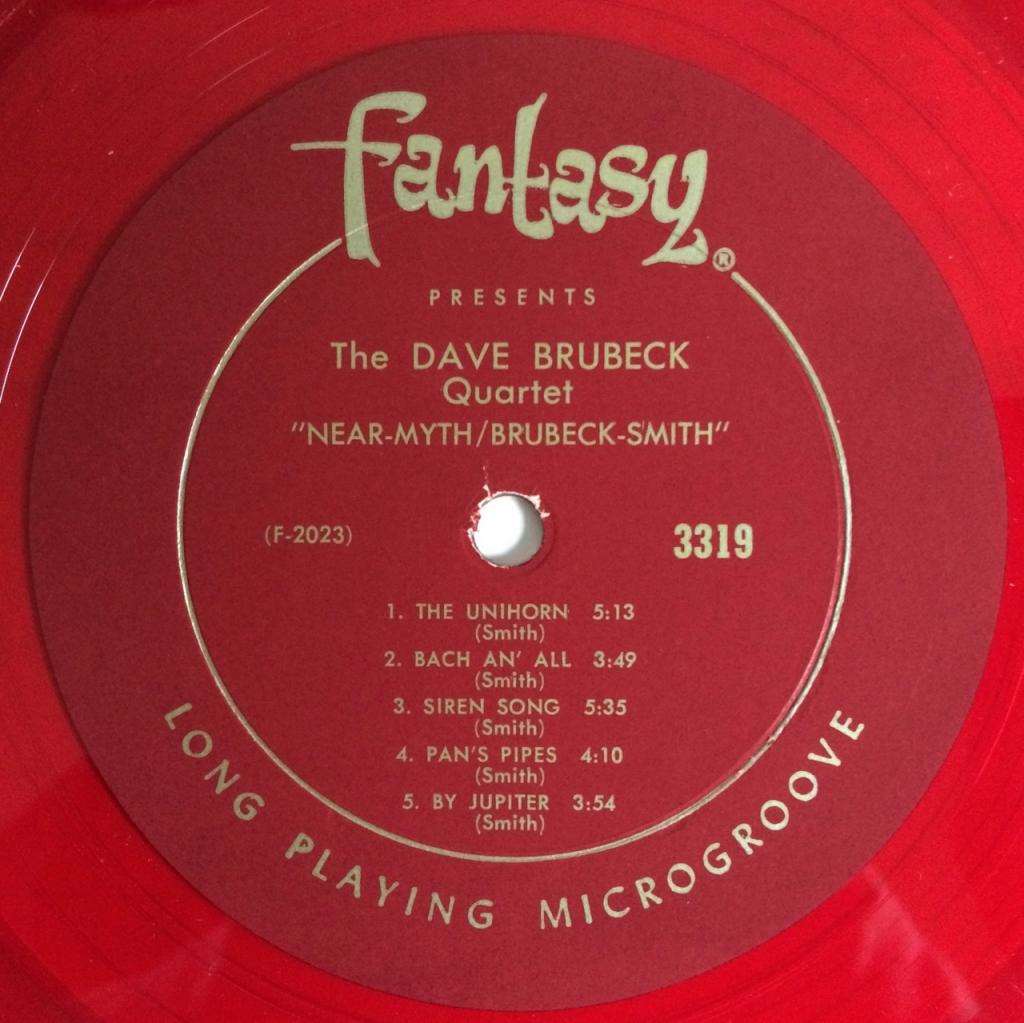 fantasy®
PRESENTS
The DAVE BRUBECK
Quartet
"NEAR-MYTH/BRUBECK-SMITH"
(F-2023)
3319
1. THE UNIHORN 5:13
(Smith)
2. BACH AN' ALL 3:49
(Smith)
3. SIREN SONG 5:35
(Smith)
4. PAN'S PIPES 4:10
(Smith)
5. BY JUPITER 3:54
(Smith)
LONG PLAYING MICROGROOVE